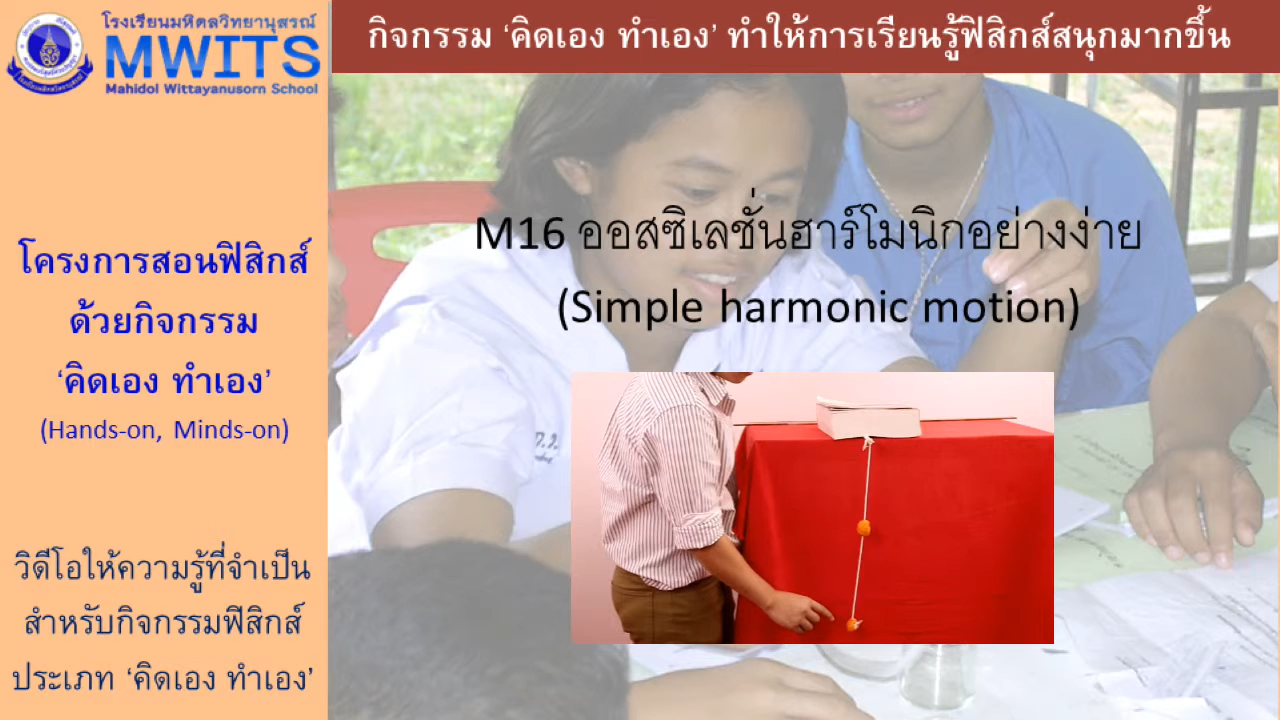 โรงเรียนมหิดลวิทยานุสรณ์
MWITS
Mahidol Wittayanusorn School
กิจกรรม ‘คิดเอง ทำเอง’ ทำให้การเรียนรู้ฟิสิกส์สนุกมากขึ้น
โครงการสอนฟิสิกส์
ด้วยกิจกรรม
‘คิดเอง ทำเอง’
(Hands-on, Minds-on)
วิดีโอให้ความรู้ที่จำเป็น
สำหรับกิจกรรมฟิสิกส์
ประเภท ‘คิดเอง ทำเอง’
M16 ออสซิเลชั่นฮาร์โมนิกอย่างง่าย
(Simple harmonic motion)